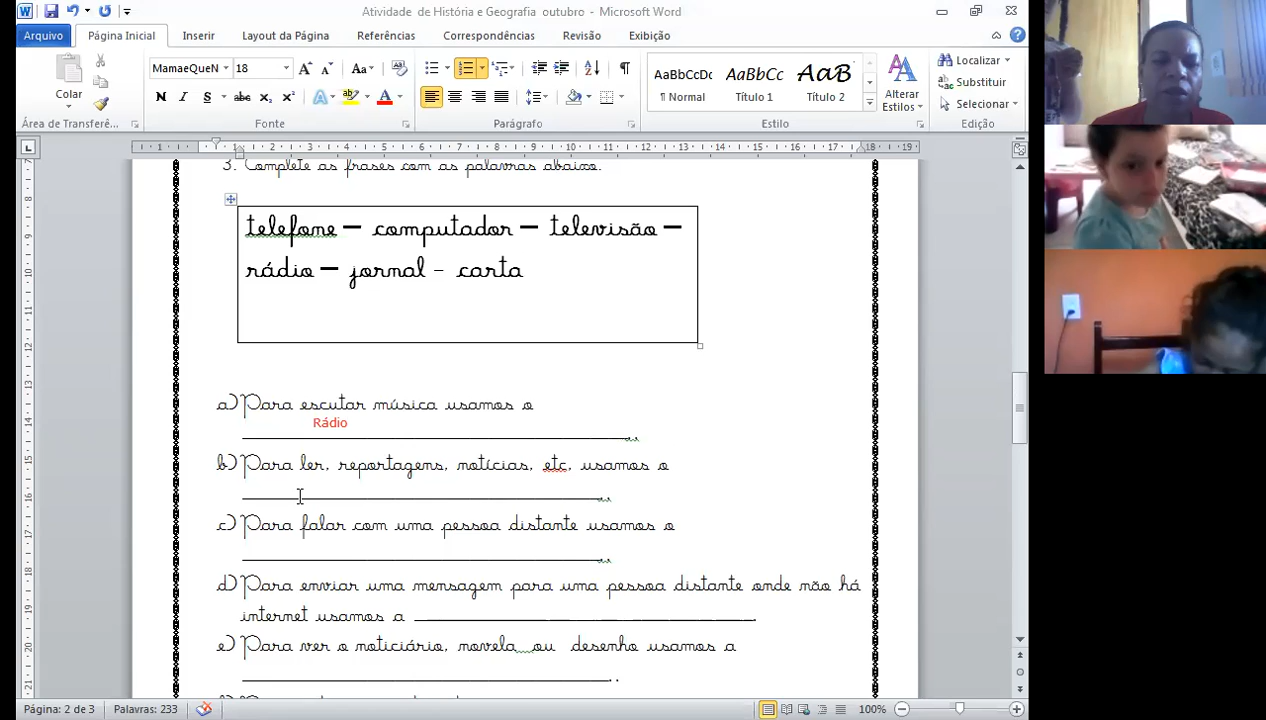 Atividade de História e Geografia outubro - Microsoft Word
Arquivo Página Inicial Inserir Layout da Página Referências Correspondências Revisão Exibição
Colar
MamaeQueN 18
AaBbCcDc AaBbCc AaB
¶ Normal Título 1 Título 2
Alterar Estilos
Localizar
Substituir
Selecionar
Área de Transferê... Fonte Parágrafo Estilo Edição
3. Complete as frases com as palavras abaixo.
telefone – computador – televisão –
rádio – jornal - carta
a) Para escutar música usamos o
Rádio
______________________________..
b) Para ler, reportagens, notícias, etc, usamos o
______________________________..
c) Para falar com uma pessoa distante usamos o
______________________________..
d) Para enviar uma mensagem para uma pessoa distante onde não há
internet usamos a ______________________________.
e) Para ver o noticiário, novela ou desenho usamos a
______________________________..
Página: 2 de 3 Palavras: 233 100%